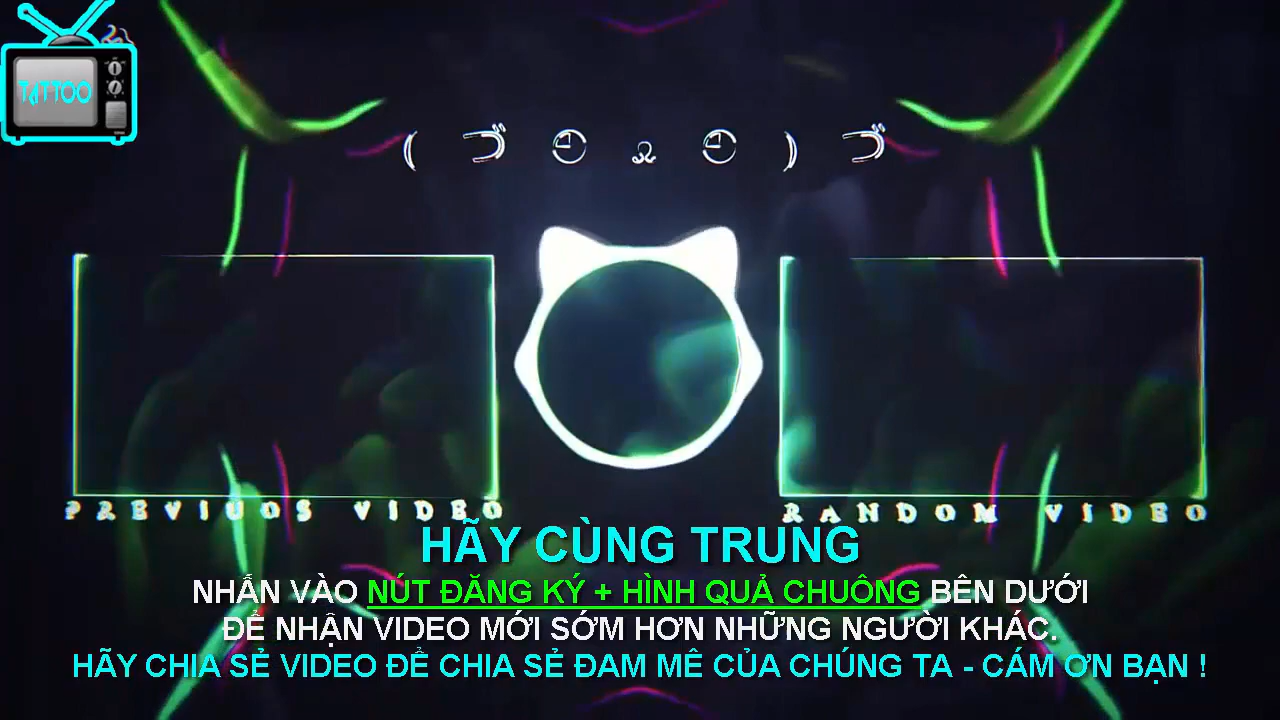 TATTOO
PREVIUOS VIDEO
RANDOM VIDEO
HÃY CÙNG TRUNG
NHẤN VÀO NÚT ĐĂNG KÝ + HÌNH QUẢ CHUÔNG BÊN DƯỚI
ĐỂ NHẬN VIDEO MỚI SỚM HƠN NHỮNG NGƯỜI KHÁC.
HÃY CHIA SẺ VIDEO ĐỂ CHIA SẺ ĐAM MÊ CỦA CHÚNG TA - CÁM ƠN BẠN !